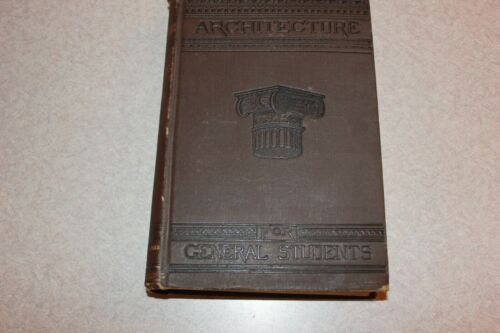 ARCHITECTURE
FOR
GENERAL STUDENTS